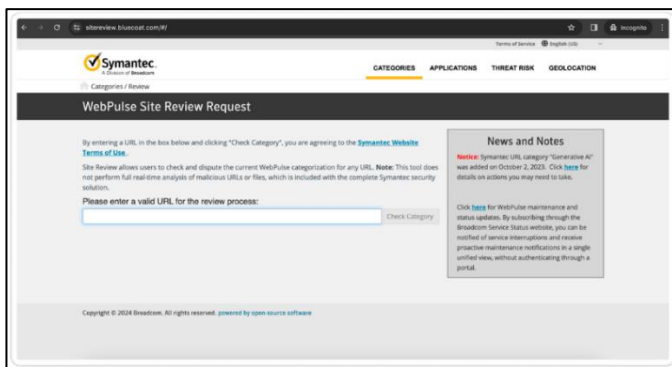 sitereview.bluecoat.com/#/
Incognito
Terms of Service English (US)
Symantec.
A Division of Broadcom
CATEGORIES APPLICATIONS THREAT RISK GEOLOCATION
Categories / Review
WebPulse Site Review Request
By entering a URL in the box below and clicking "Check Category", you are agreeing to the Symantec Website
Terms of Use.
Site Review allows users to check and dispute the current WebPulse categorization for any URL. Note: This tool does
not perform full real-time analysis of malicious URLs or files, which is included with the complete Symantec security
solution.
Please enter a valid URL for the review process:
Check Category
News and Notes
Notice: Symantec URL category "Generative AI"
was added on October 2, 2023. Click here for
details on actions you may need to take.
Click here for WebPulse maintenance and
status updates. By subscribing through the
Broadcom Service Status website, you can be
notified of service interruptions and receive
proactive maintenance notifications in a single
unified view, without authenticating through a
portal.
Copyright © 2024 Broadcom. All rights reserved. powered by open source software